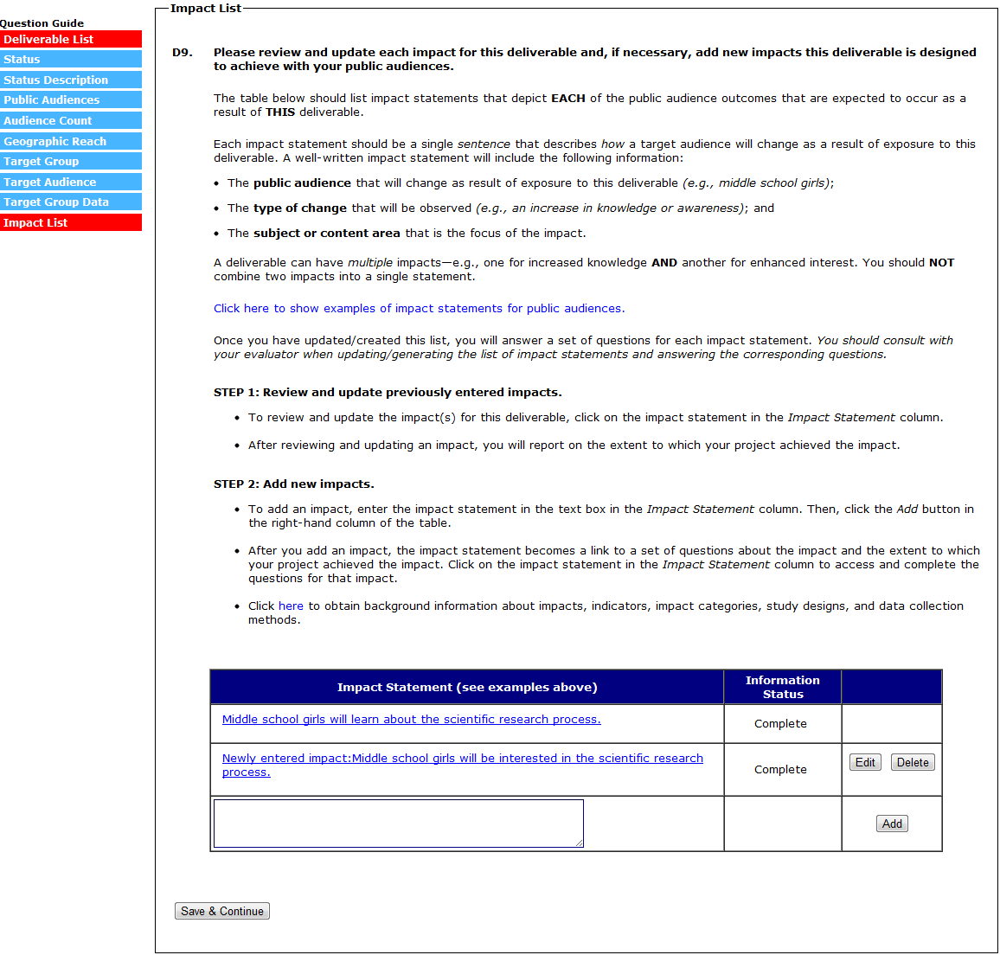 Question Guide
Deliverable List
Status
Status Description
Public Audiences
Audience Count
Geographic Reach
Target Group
Target Audience
Target Group Data
Impact List
Impact List
D9. Please review and update each impact for this deliverable and, if necessary, add new impacts this deliverable is designed
to achieve with your public audiences.
The table below should list impact statements that depict EACH of the public audience outcomes that are expected to occur as a
result of THIS deliverable.
Each impact statement should be a single sentence that describes how a target audience will change as a result of exposure to this
deliverable. A well-written impact statement will include the following information:
• The public audience that will change as result of exposure to this deliverable (e.g., middle school girls);
• The type of change that will be observed (e.g., an increase in knowledge or awareness); and
• The subject or content area that is the focus of the impact.
A deliverable can have multiple impacts—e.g., one for increased knowledge AND another for enhanced interest. You should NOT
combine two impacts into a single statement.
Click here to show examples of impact statements for public audiences.
Once you have updated/created this list, you will answer a set of questions for each impact statement. You should consult with
your evaluator when updating/generating the list of impact statements and answering the corresponding questions.
STEP 1: Review and update previously entered impacts.
• To review and update the impact(s) for this deliverable, click on the impact statement in the Impact Statement column.
• After reviewing and updating an impact, you will report on the extent to which your project achieved the impact.
STEP 2: Add new impacts.
• To add an impact, enter the impact statement in the text box in the Impact Statement column. Then, click the Add button in
the right-hand column of the table.
• After you add an impact, the impact statement becomes a link to a set of questions about the impact and the extent to which
your project achieved the impact. Click on the impact statement in the Impact Statement column to access and complete the
questions for that impact.
• Click here to obtain background information about impacts, indicators, impact categories, study designs, and data collection
methods.
Impact Statement (see examples above)
Information
Status
Middle school girls will learn about the scientific research process.
Complete
Newly entered impact:Middle school girls will be interested in the scientific research
process.
Complete
Edit Delete
Add
Save & Continue